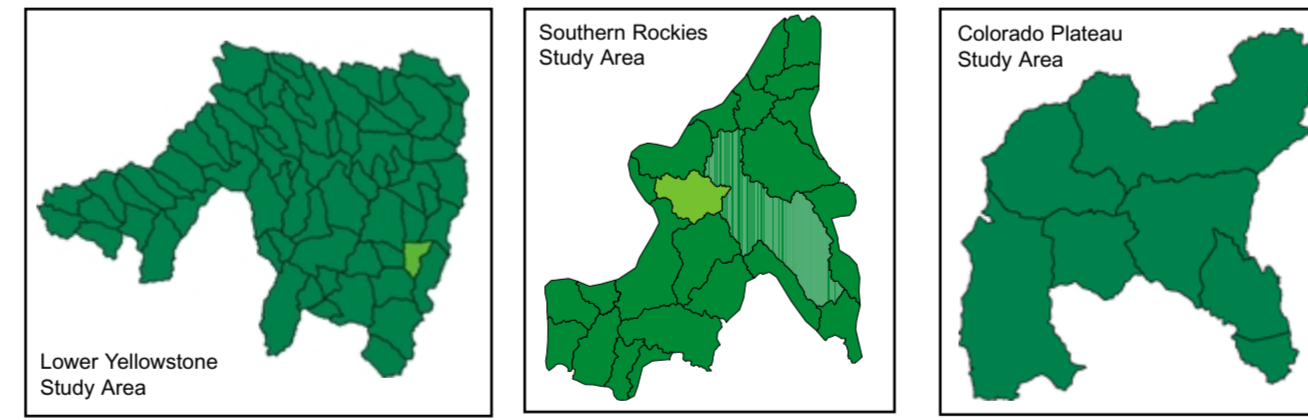 Lower Yellowstone
Study Area
Southern Rockies
Study Area
Colorado Plateau
Study Area